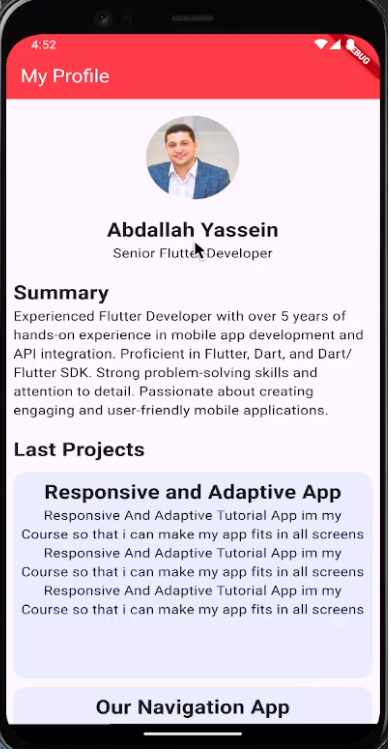 4:52
DEBUG
My Profile
Abdallah Yassein
Senior Flutter Developer
Summary
Experienced Flutter Developer with over 5 years of
hands-on experience in mobile app development and
API integration. Proficient in Flutter, Dart, and Dart/
Flutter SDK. Strong problem-solving skills and
attention to detail. Passionate about creating
engaging and user-friendly mobile applications.
Last Projects
Responsive and Adaptive App
Responsive And Adaptive Tutorial App im my
Course so that i can make my app fits in all screens
Responsive And Adaptive Tutorial App im my
Course so that i can make my app fits in all screens
Responsive And Adaptive Tutorial App im my
Course so that i can make my app fits in all screens
Our Navigation App